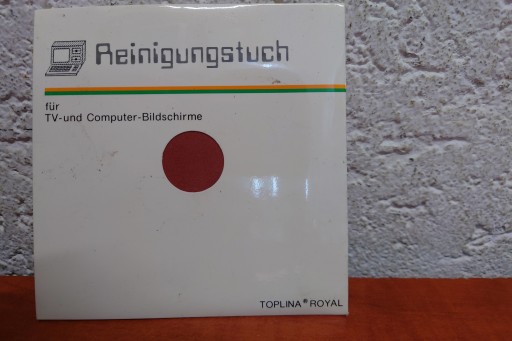 Reinigungstuch
für
TV-und Computer-Bildschirme
TOPLINA® ROYAL